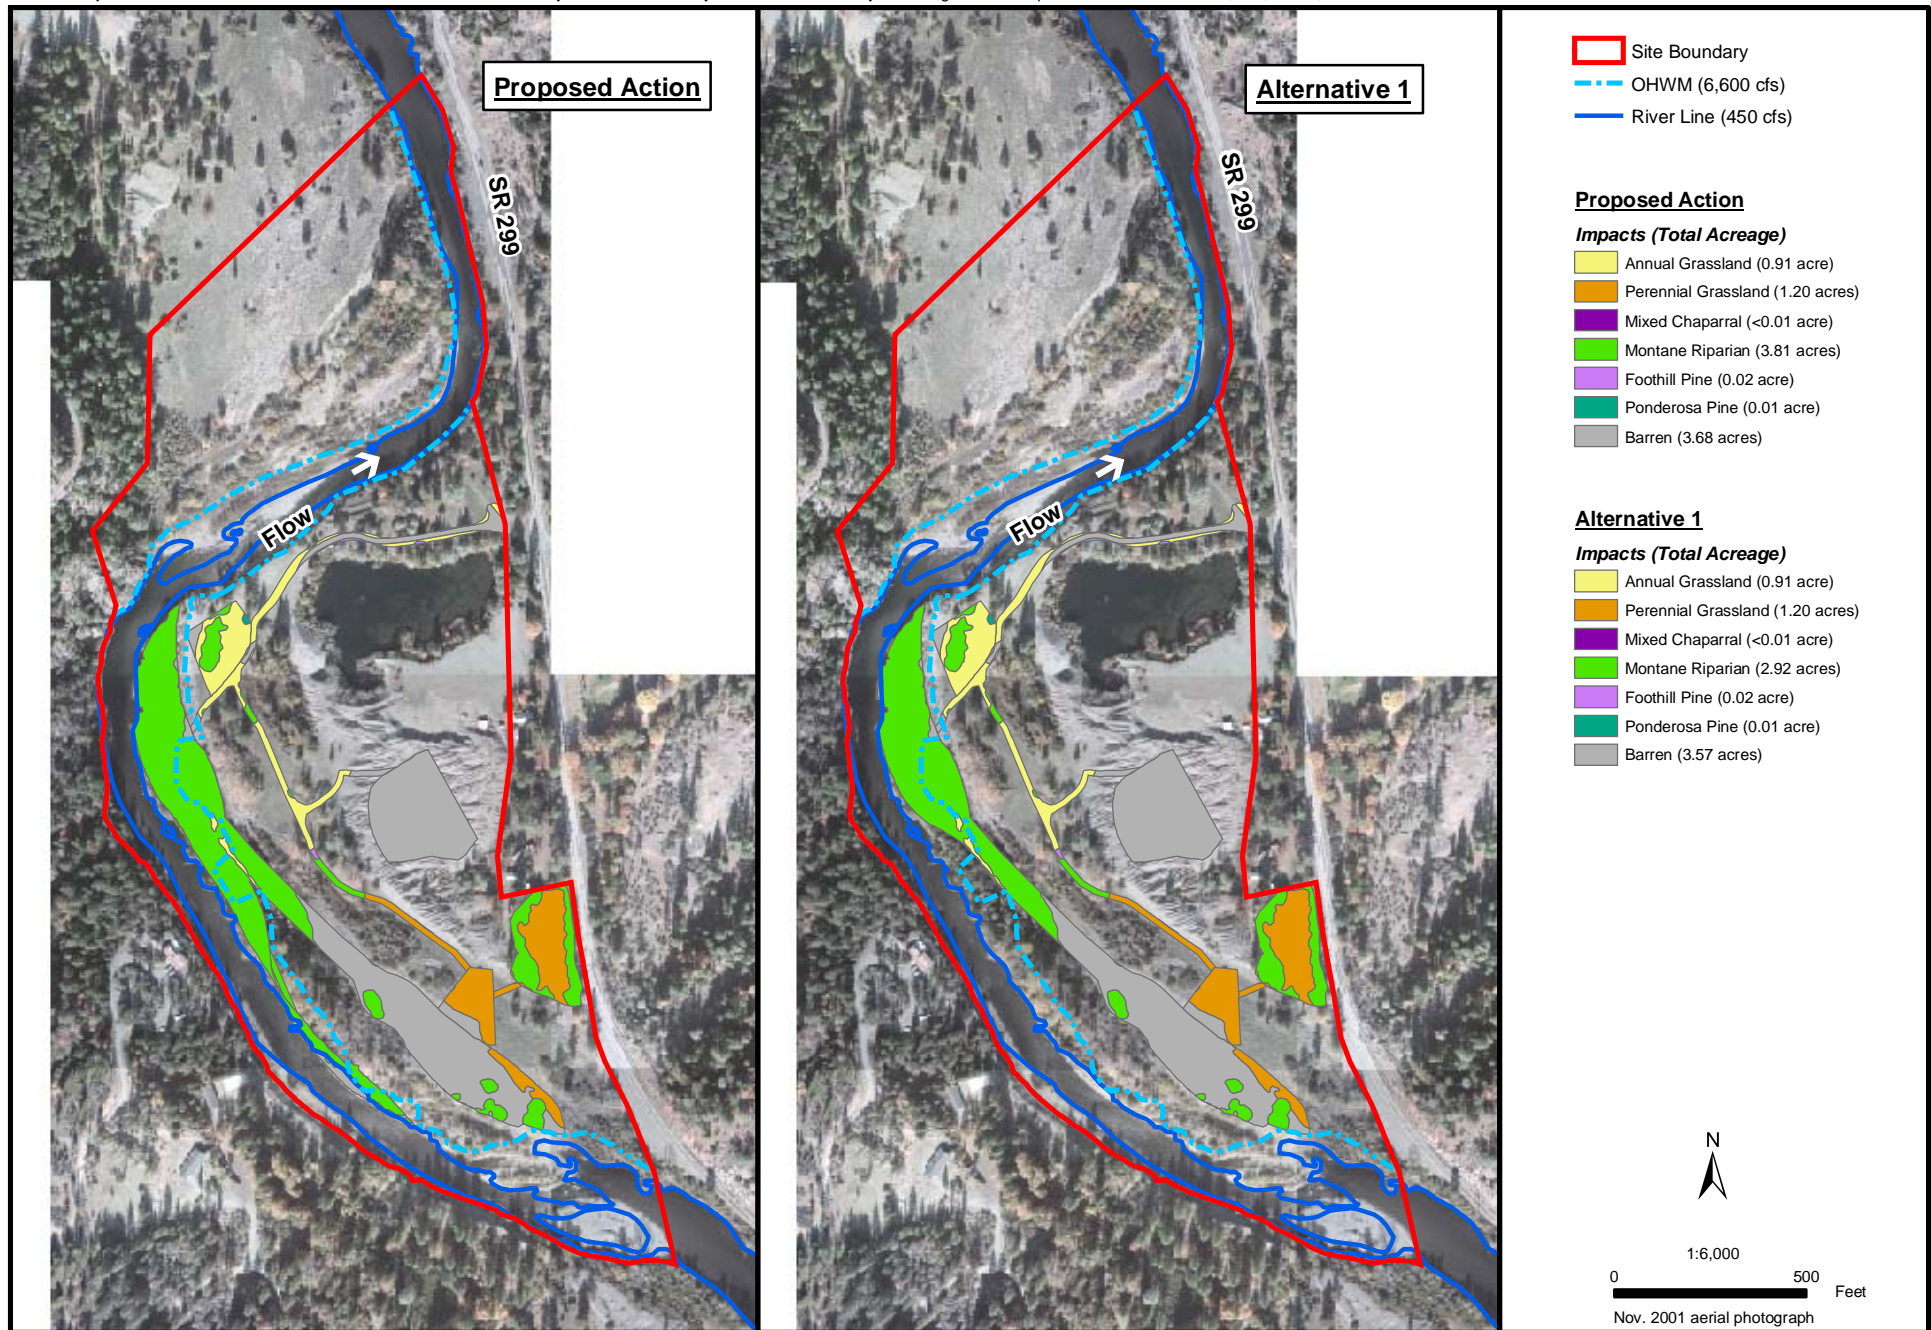 Proposed Action
SR 299
Flow
Alternative 1
SR 299
Flow
Site Boundary
OHWM (6,600 cfs)
River Line (450 cfs)
Proposed Action
Impacts (Total Acreage)
Annual Grassland (0.91 acre)
Perennial Grassland (1.20 acres)
Mixed Chaparral (<0.01 acre)
Montane Riparian (3.81 acres)
Foothill Pine (0.02 acre)
Ponderosa Pine (0.01 acre)
Barren (3.68 acres)
Alternative 1
Impacts (Total Acreage)
Annual Grassland (0.91 acre)
Perennial Grassland (1.20 acres)
Mixed Chaparral (<0.01 acre)
Montane Riparian (2.92 acres)
Foothill Pine (0.02 acre)
Ponderosa Pine (0.01 acre)
Barren (3.57 acres)
N
1:6,000
0 500
Feet
Nov. 2001 aerial photograph